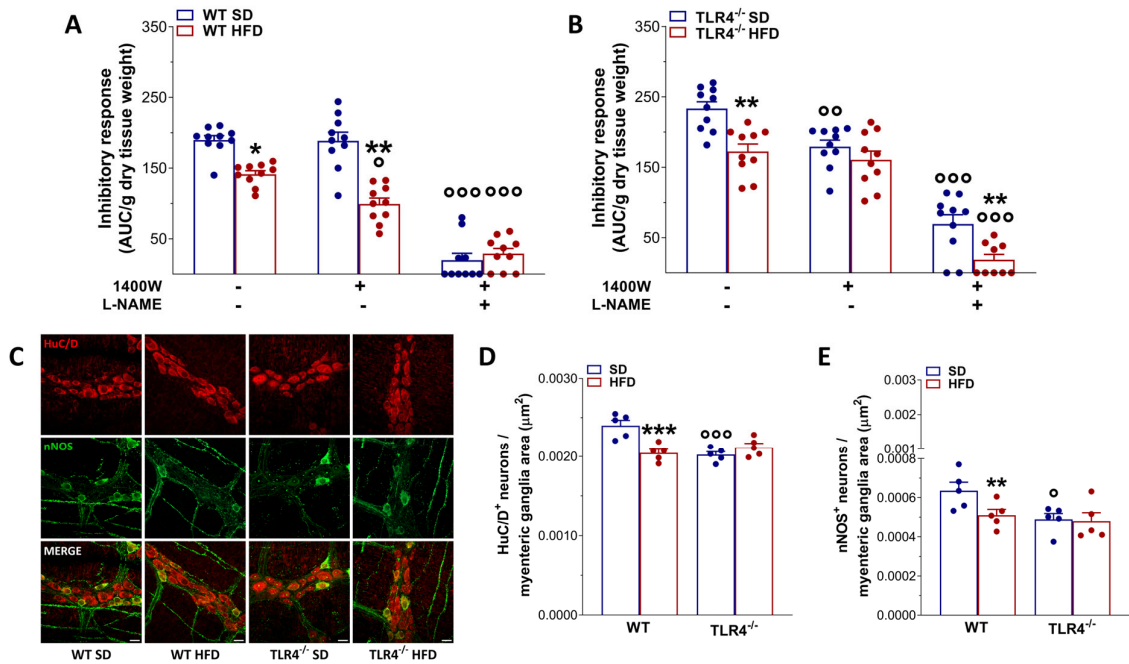 A
WT SD
WT HFD
Inhibitory response
(AUC/g dry tissue weight)
350
250
150
50
*
**
°
°°°
°°°
1400W - + +
L-NAME - - +
B
TLR4-/- SD
TLR4-/- HFD
Inhibitory response
(AUC/g dry tissue weight)
350
250
150
50
**
°°
°°°
**
°°°
1400W - + +
L-NAME - - +
C
HuC/D
nNOS
MERGE
WT SD WT HFD TLR4-/- SD TLR4-/- HFD
D
SD
HFD
HuC/D+ neurons /
myenteric ganglia area (μm2)
0.0030
0.0020
0.0010
0.0000
***
°°°
WT TLR4-/-
E
SD
HFD
nNOS+ neurons /
myenteric ganglia area (μm2)
0.003
0.002
0.001
0.0008
0.0006
0.0004
0.0002
0.0000
**
°
WT TLR4-/-